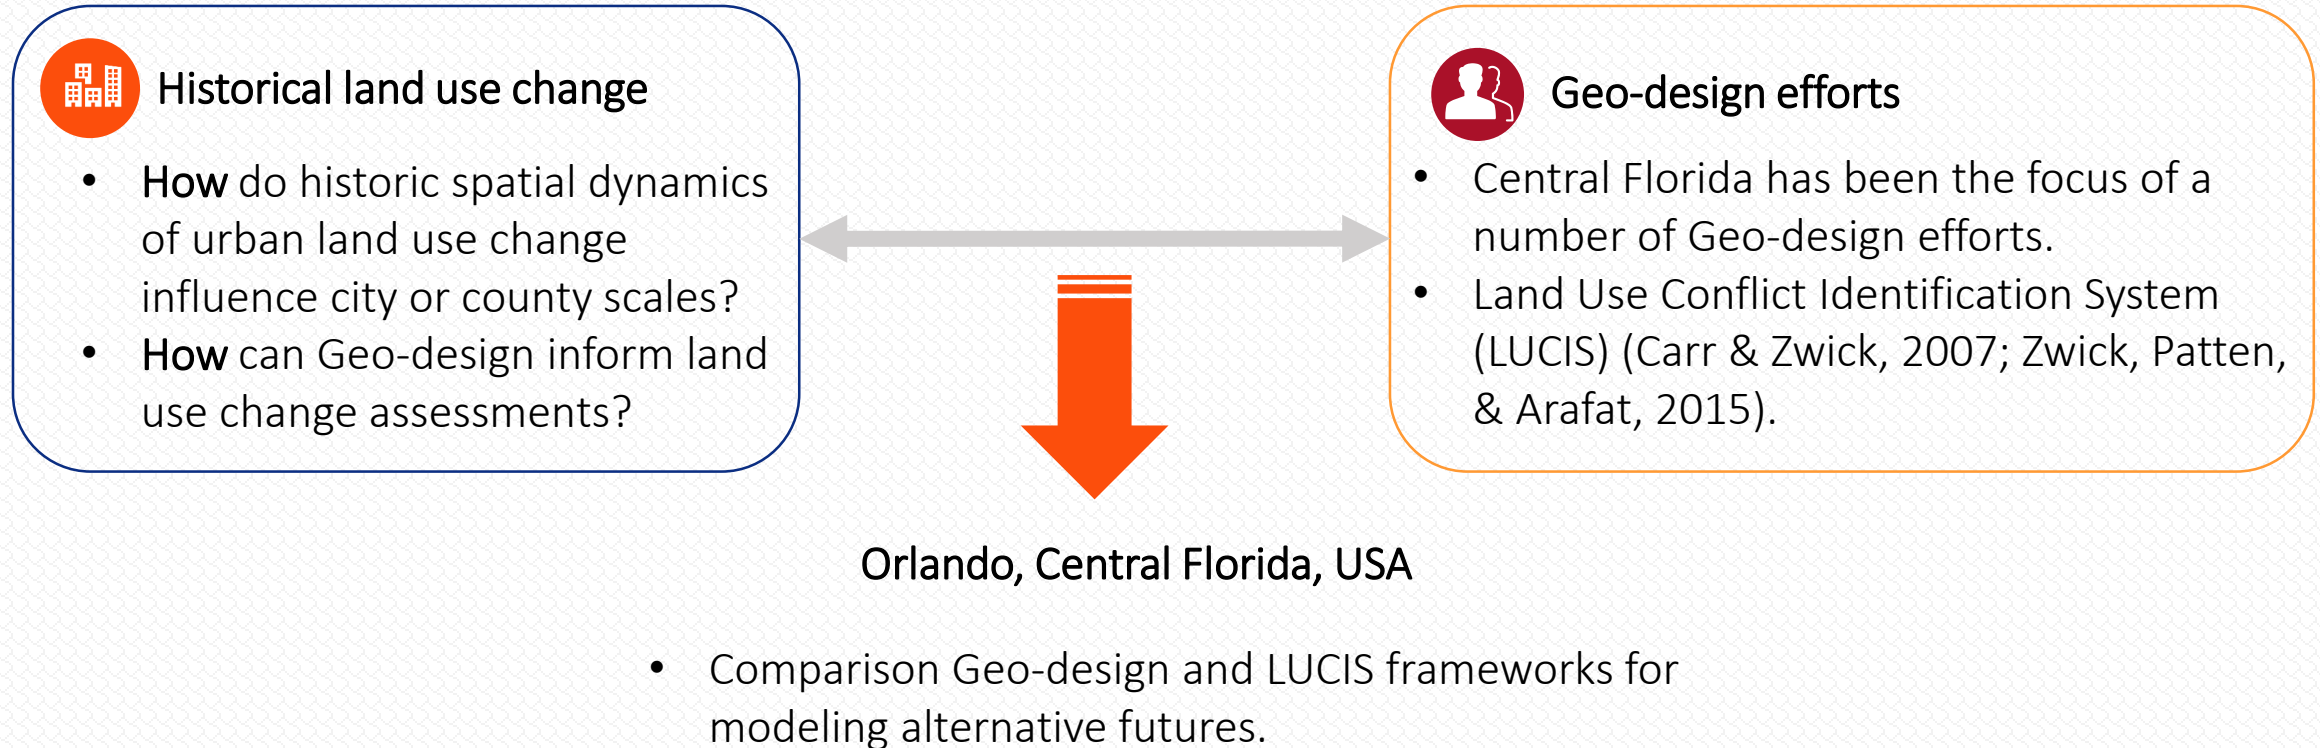 Historical land use change
• How do historic spatial dynamics
of urban land use change
influence city or county scales?
• How can Geo-design inform land
use change assessments?
Geo-design efforts
• Central Florida has been the focus of a
number of Geo-design efforts.
• Land Use Conflict Identification System
(LUCIS) (Carr & Zwick, 2007; Zwick, Patten,
& Arafat, 2015).
Orlando, Central Florida, USA
• Comparison Geo-design and LUCIS frameworks for
modeling alternative futures.